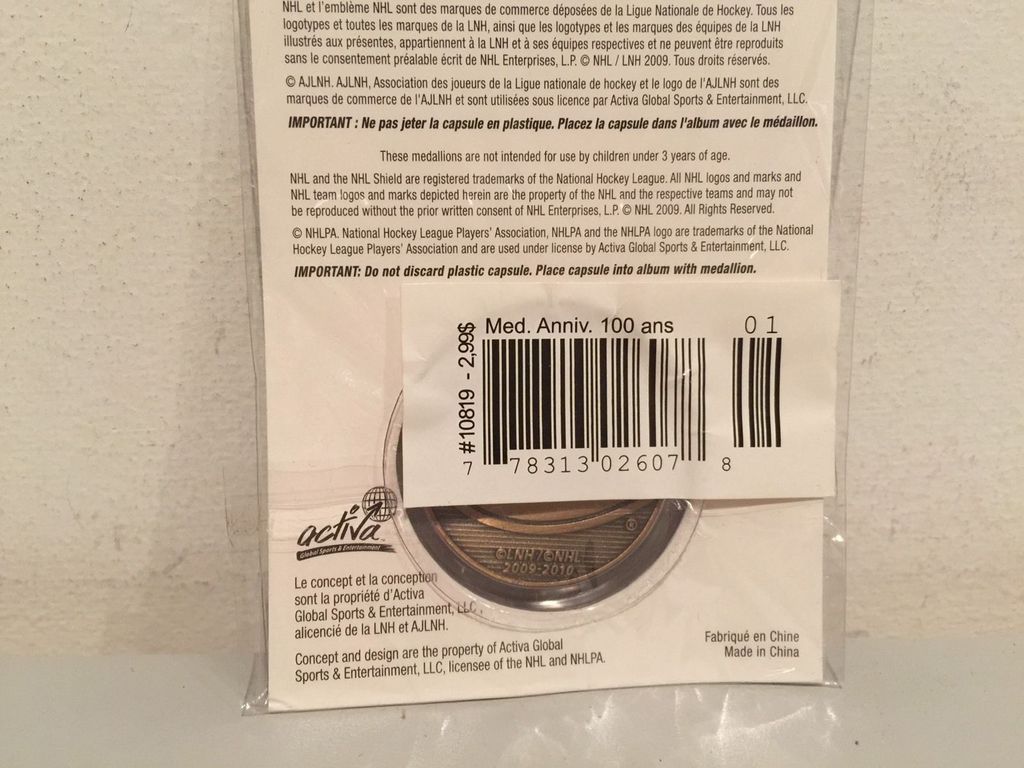 NHL et l'emblème NHL sont des marques de commerce déposées de la Ligue Nationale de Hockey. Tous les
logotypes et toutes les marques de la LNH, ainsi que les logotypes et les marques des équipes de la LNH
illustrés aux présentes, appartiennent à la LNH et à ses équipes respectives et ne peuvent être reproduits
sans le consentement préalable écrit de NHL Enterprises, L.P. © NHL / LNH 2009. Tous droits réservés.
© AJLNH. AJLNH, Association des joueurs de la Ligue nationale de hockey et le logo de l'AJLNH sont des
marques de commerce de l'AJLNH et sont utilisées sous licence par Activa Global Sports & Entertainment, LLC.
IMPORTANT : Ne pas jeter la capsule en plastique. Placez la capsule dans l'album avec le médaillon.
These medallions are not intended for use by children under 3 years of age.
NHL and the NHL Shield are registered trademarks of the National Hockey League. All NHL logos and marks and
NHL team logos and marks depicted herein are the property of the NHL and the respective teams and may not
be reproduced without the prior written consent of NHL Enterprises, L.P. © NHL 2009. All Rights Reserved.
© NHLPA. National Hockey League Players' Association, NHLPA and the NHLPA logo are trademarks of the National
Hockey League Players' Association and are used under license by Activa Global Sports & Entertainment, LLC.
IMPORTANT: Do not discard plastic capsule. Place capsule into album with medallion.
#10819 - 2,99$
Med. Anniv. 100 ans
01
7 78313 02607 8
activa
Global Sports & Entertainment
®
©LNH/©NHL
2009-2010
Le concept et la conception
sont la propriété d'Activa
Global Sports & Entertainment, LLC,
alicencié de la LNH et AJLNH.
Concept and design are the property of Activa Global
Sports & Entertainment, LLC, licensee of the NHL and NHLPA.
Fabriqué en Chine
Made in China